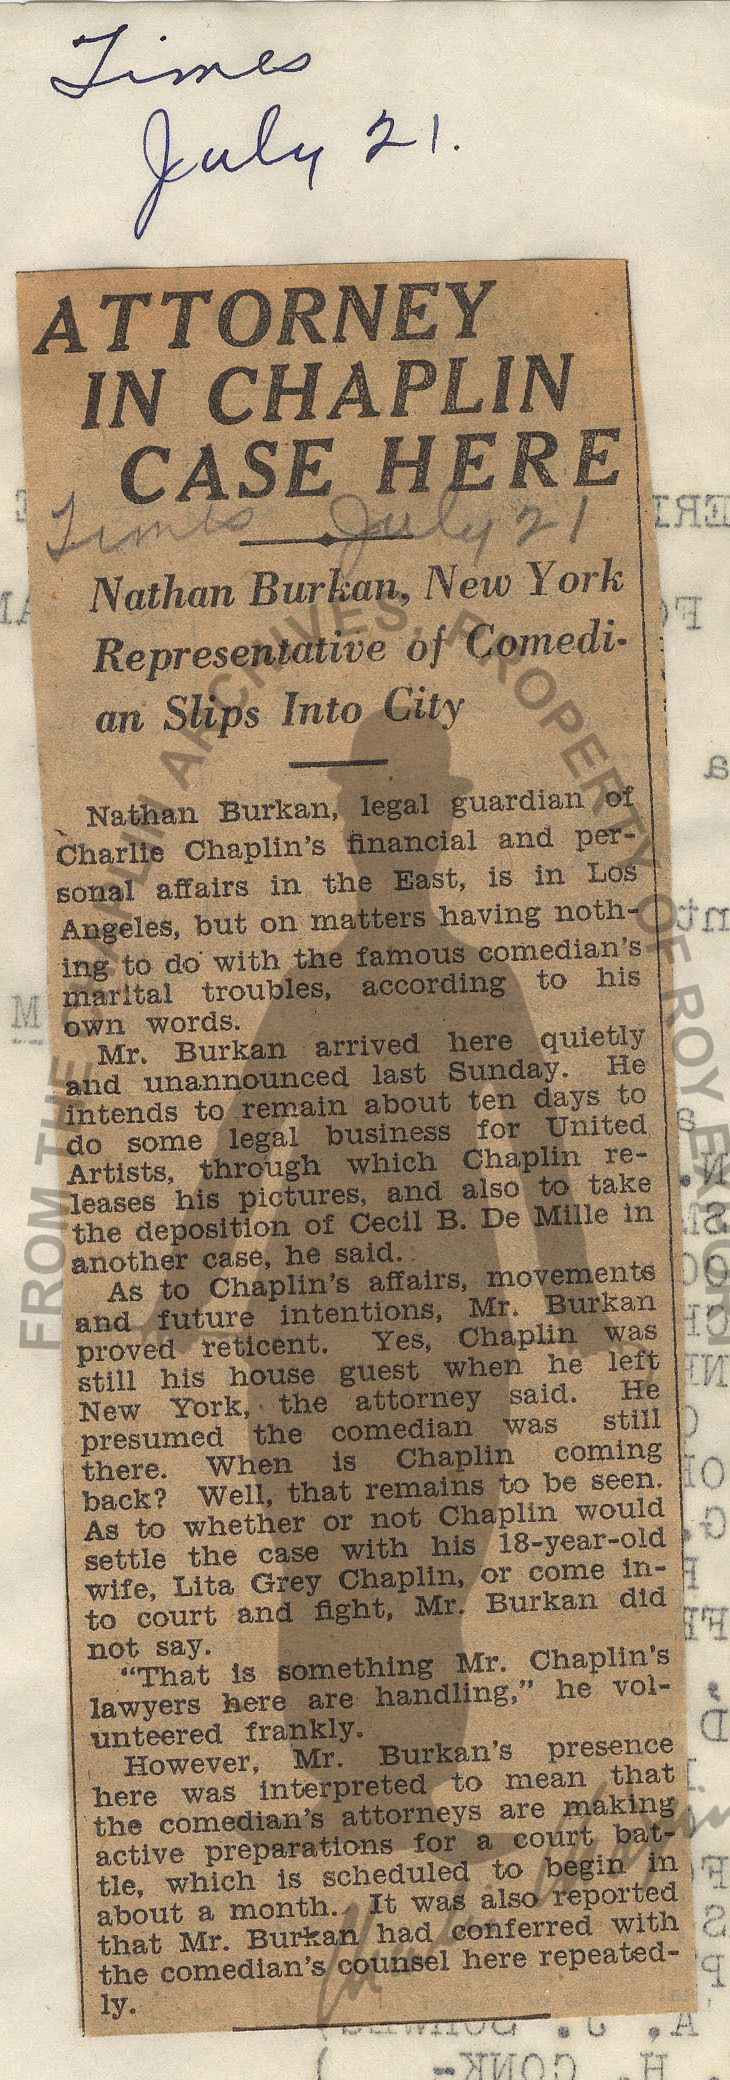 Times
July 21.
ATTORNEY
IN CHAPLIN
CASE HERE
Times July 21
Nathan Burkan, New York
Representative of Comedi-
an Slips Into City
Nathan Burkan, legal guardian of
Charlie Chaplin's financial and per-
sonal affairs in the East, is in Los
Angeles, but on matters having noth-
ing to do with the famous comedian's
marital troubles, according to his
own words.
Mr. Burkan arrived here quietly
and unannounced last Sunday. He
intends to remain about ten days to
do some legal business for United
Artists, through which Chaplin re-
leases his pictures, and also to take
the deposition of Cecil B. De Mille in
another case, he said.
As to Chaplin's affairs, movements
and future intentions, Mr. Burkan
proved reticent. Yes, Chaplin was
still his house guest when he left
New York, the attorney said. He
presumed the comedian was still
there. When is Chaplin coming
back? Well, that remains to be seen.
As to whether or not Chaplin would
settle the case with his 18-year-old
wife, Lita Grey Chaplin, or come in-
to court and fight, Mr. Burkan did
not say.
"That is something Mr. Chaplin's
lawyers here are handling," he vol-
unteered frankly.
However, Mr. Burkan's presence
here was interpreted to mean that
the comedian's attorneys are making
active preparations for a court bat-
tle, which is scheduled to begin in
about a month. It was also reported
that Mr. Burkan had conferred with
the comedian's counsel here repeated-
ly.
FROM THE CHAPLIN ARCHIVES, PROPERTY OF ROY EXPORT